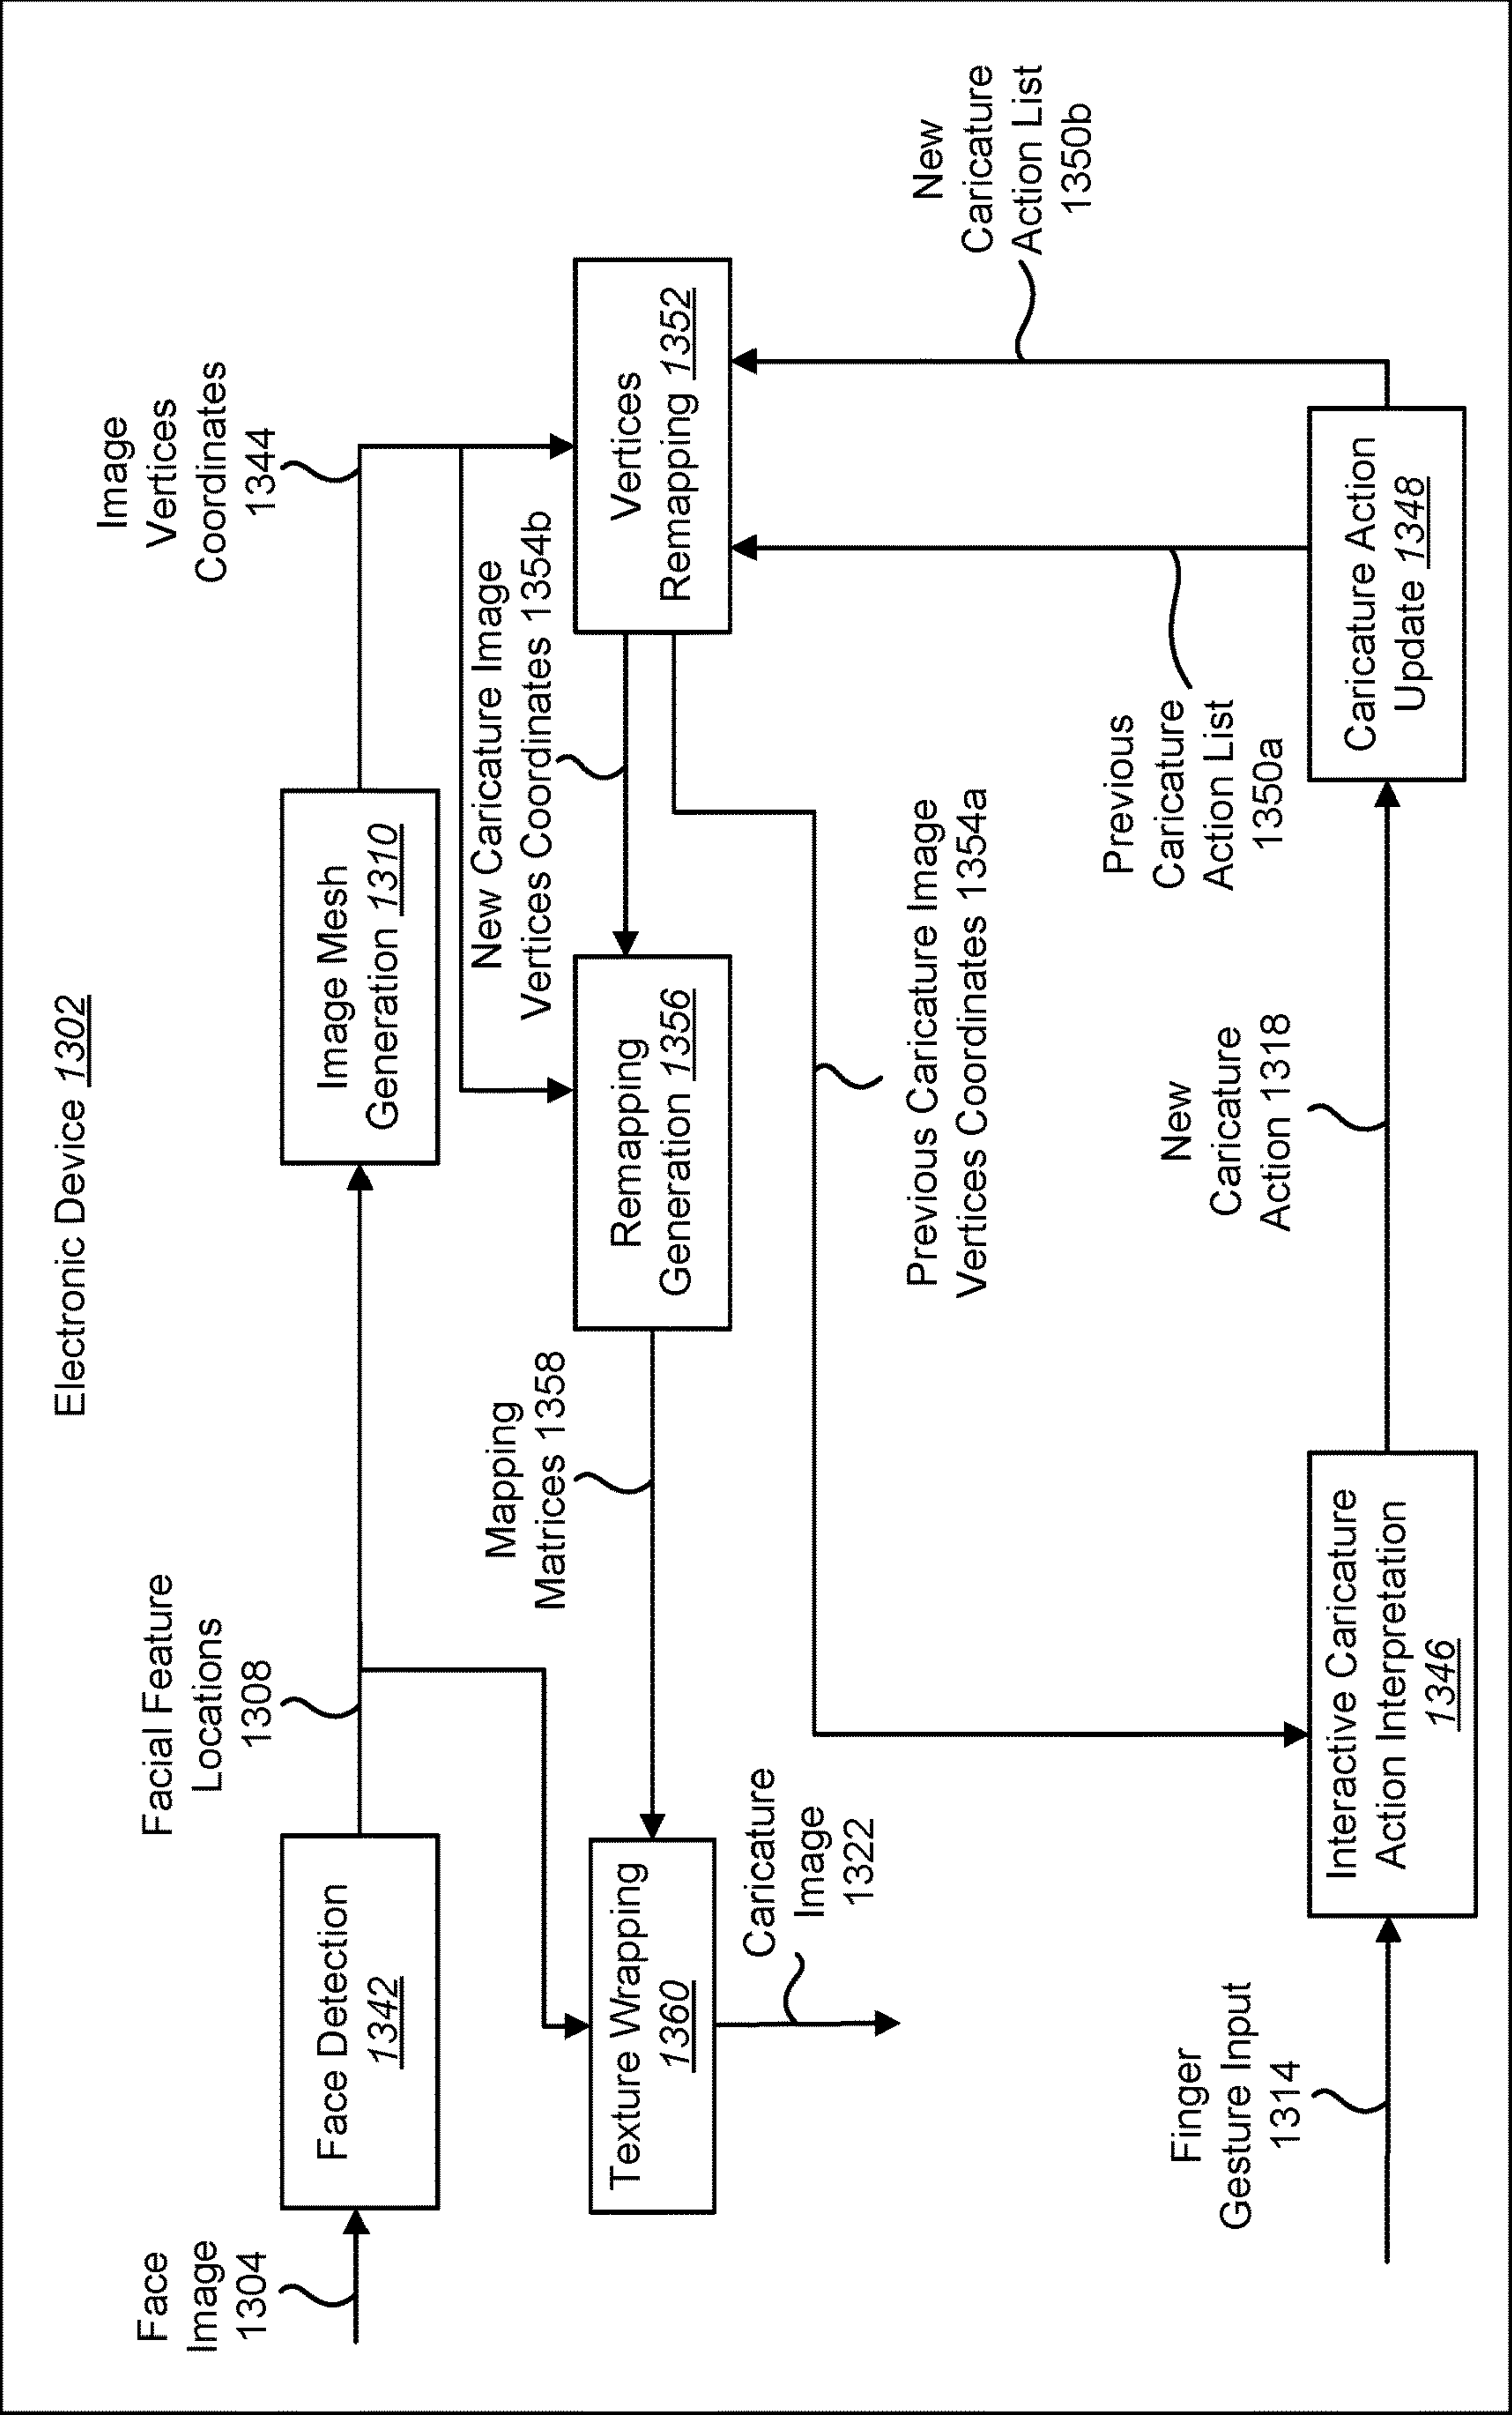 Electronic Device 1302
Face
Image
1304
Face Detection
1342
Facial Feature
Locations
1308
Image Mesh
Generation 1310
Image
Vertices
Coordinates
1344
Texture Wrapping
1360
Caricature
Image
1322
Mapping
Matrices 1358
Remapping
Generation 1356
New Caricature Image
Vertices Coordinates 1354b
Vertices
Remapping 1352
Previous Caricature Image
Vertices Coordinates 1354a
New
Caricature
Action List
1350b
Finger
Gesture Input
1314
Interactive Caricature
Action Interpretation
1346
New
Caricature
Action 1318
Previous
Caricature
Action List
1350a
Caricature Action
Update 1348